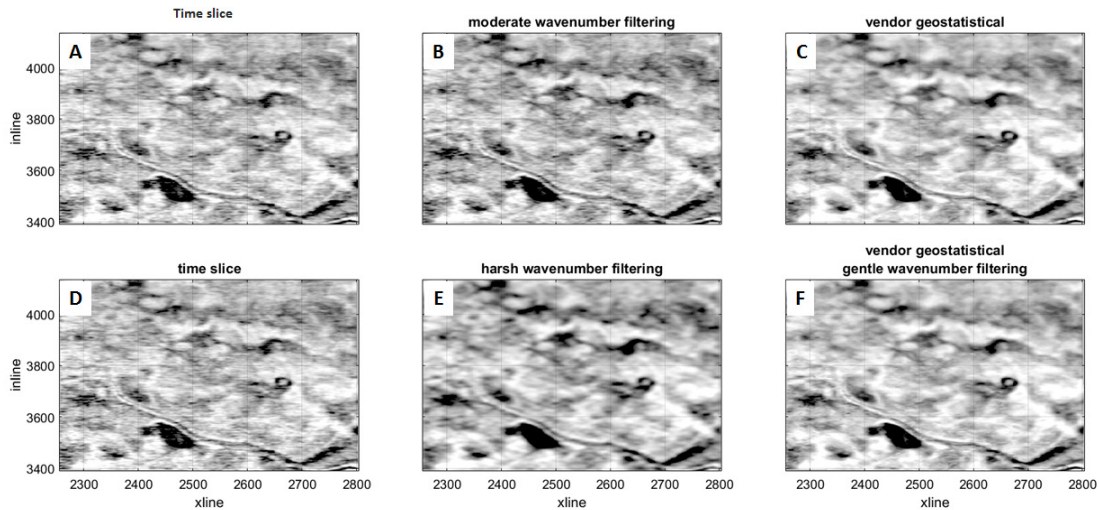 Time slice
moderate wavenumber filtering
vendor geostatistical
A
B
C
4000
3800
3600
3400
inline
time slice
harsh wavenumber filtering
vendor geostatistical
gentle wavenumber filtering
D
E
F
4000
3800
3600
3400
inline
2300 2400 2500 2600 2700 2800
2300 2400 2500 2600 2700 2800
2300 2400 2500 2600 2700 2800
xline
xline
xline